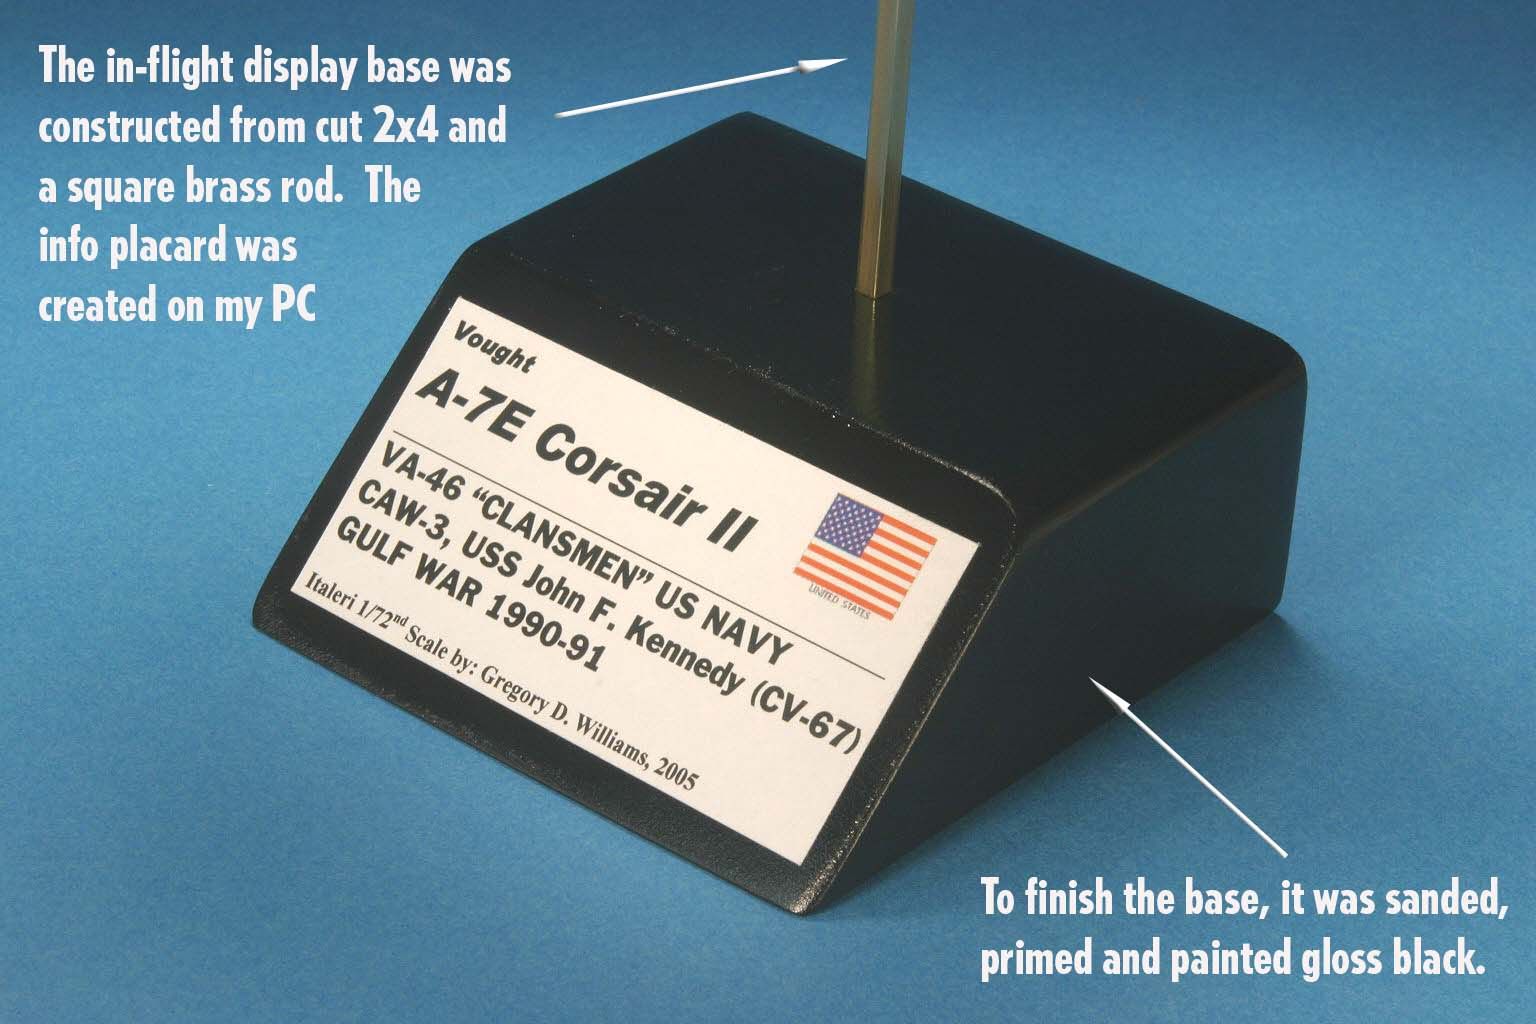 The in-flight display base was
constructed from cut 2x4 and
a square brass rod.  The
info placard was
created on my PC
Vought
A-7E Corsair II
UNITED STATES
VA-46 “CLANSMEN” US NAVY
CAW-3, USS John F. Kennedy (CV-67)
GULF WAR 1990-91
Italeri 1/72nd Scale by: Gregory D. Williams, 2005
To finish the base, it was sanded,
primed and painted gloss black.